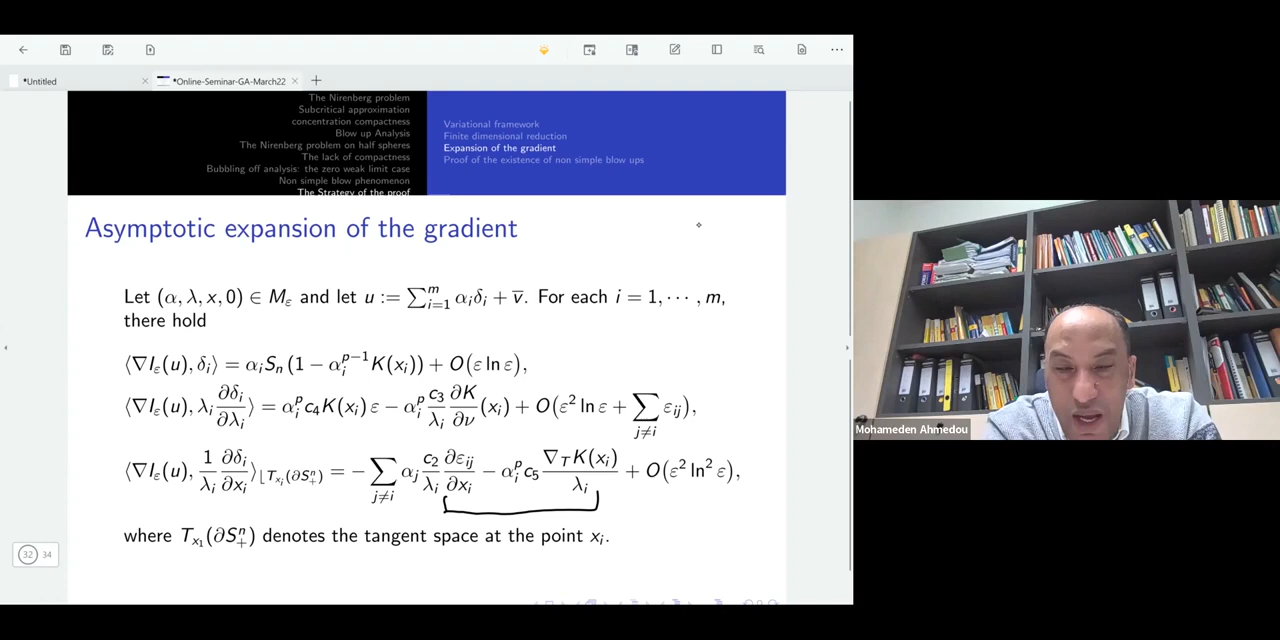 *Untitled
*Online-Seminar-GA-March22
The Nirenberg problem
Subcritical approximation
concentration compactness
Blow up Analysis
The Nirenberg problem on half spheres
The lack of compactness
Bubbling off analysis: the zero weak limit case
Non simple blow phenomenon
The Strategy of the proof
Variational framework
Finite dimensional reduction
Expansion of the gradient
Proof of the existence of non simple blow ups
Asymptotic expansion of the gradient
Let (α, λ, x, 0) ∈ M_ε and let u := ∑_{i=1}^{m} α_i δ_i + v̄. For each i = 1, ⋯ , m,
there hold
⟨∇I_ε(u), δ_i⟩ = α_i S_n (1 − α_i^{p−1} K(x_i)) + O(ε ln ε),
⟨∇I_ε(u), λ_i ∂δ_i/∂λ_i⟩ = α_i^p c_4 K(x_i) ε − α_i^p c_3/λ_i ∂K/∂ν (x_i) + O(ε² ln ε + ∑_{j≠i} ε_{ij}),
⟨∇I_ε(u), 1/λ_i ∂δ_i/∂x_i⟩_{⌊T_{x_i}(∂S_+^n)} = − ∑_{j≠i} α_j c_2/λ_i ∂ε_{ij}/∂x_i − α_i^p c_5 ∇_T K(x_i)/λ_i + O(ε² ln² ε),
where T_{x_1}(∂S_+^n) denotes the tangent space at the point x_i.
32 34
Mohameden Ahmedou